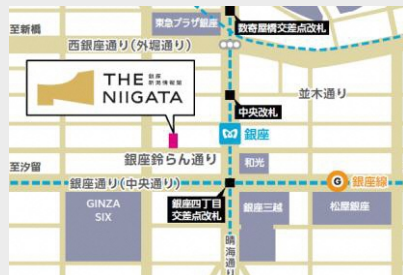 東急プラザ銀座
数寄屋橋交差点改札
至新橋
西銀座通り(外堀通り)
THE
NIIGATA
銀座
新潟情報館
並木通り
中央改札
銀座
至汐留
銀座鈴らん通り
和光
銀座通り(中央通り)
G 銀座線
GINZA
SIX
銀座四丁目
交差点改札
銀座三越
松屋銀座
晴海通り